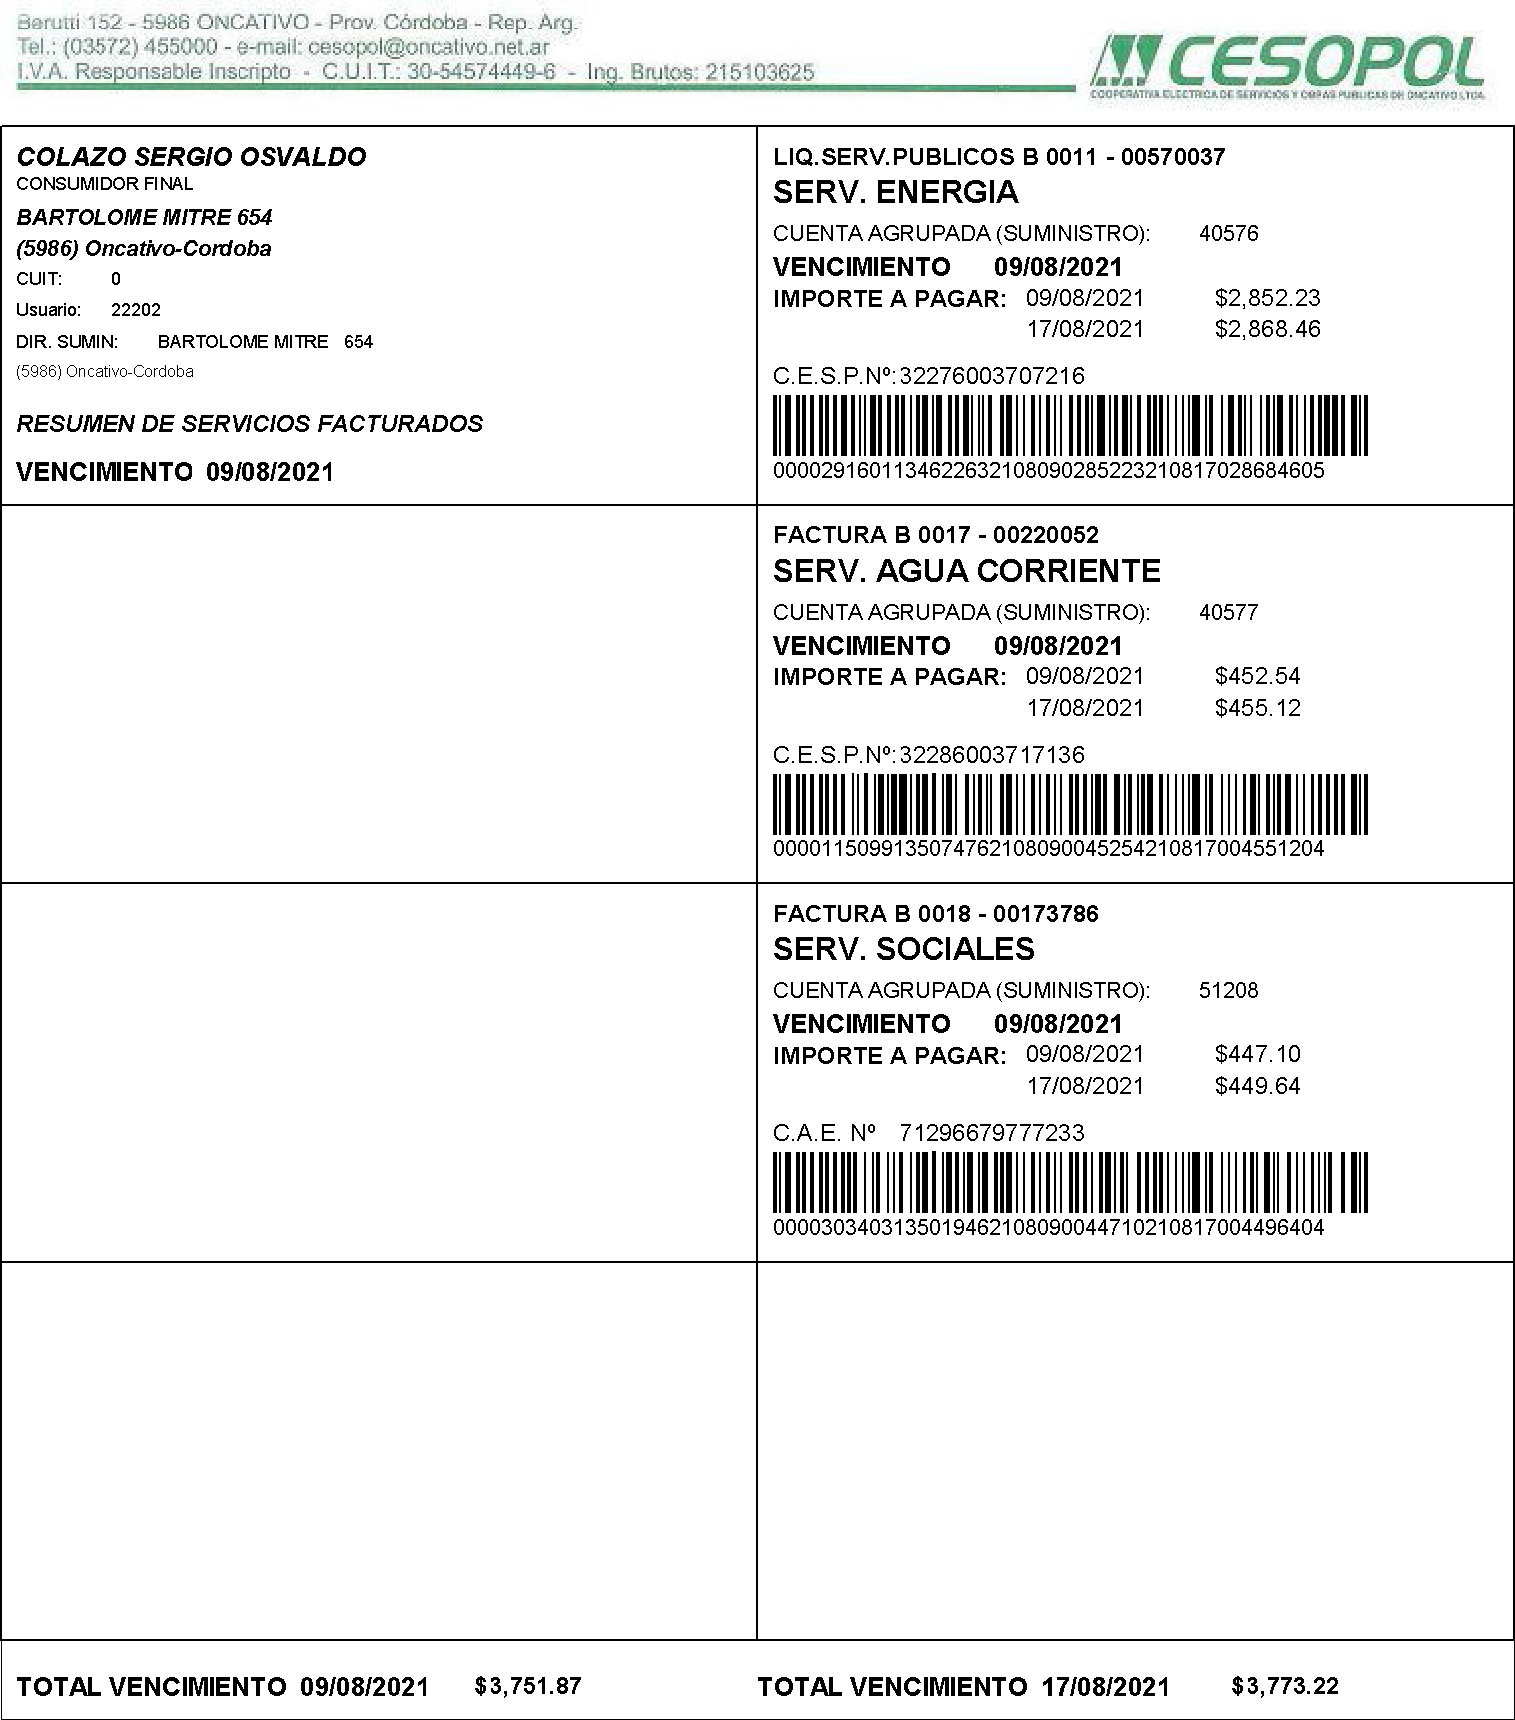 Berutti 152 - 5986 ONCATIVO - Prov. Córdoba - Rep. Arg.
Tel.: (03572) 455000 - e-mail: cesopol@oncativo.net.ar
I.V.A. Responsable Inscripto - C.U.I.T.: 30-54574449-6 - Ing. Brutos: 215103625
CESOPOL
COOPERATIVA ELECTRICA DE SERVICIOS Y OBRAS PUBLICAS DE ONCATIVO LTDA.
COLAZO SERGIO OSVALDO
CONSUMIDOR FINAL
BARTOLOME MITRE 654
(5986) Oncativo-Cordoba
CUIT: 0
Usuario: 22202
DIR. SUMIN: BARTOLOME MITRE 654
(5986) Oncativo-Cordoba
RESUMEN DE SERVICIOS FACTURADOS
VENCIMIENTO 09/08/2021
LIQ.SERV.PUBLICOS B 0011 - 00570037
SERV. ENERGIA
CUENTA AGRUPADA (SUMINISTRO): 40576
VENCIMIENTO 09/08/2021
IMPORTE A PAGAR: 09/08/2021 $2,852.23
17/08/2021 $2,868.46
C.E.S.P.Nº: 32276003707216
0000291601134622632108090285223210817028684605
FACTURA B 0017 - 00220052
SERV. AGUA CORRIENTE
CUENTA AGRUPADA (SUMINISTRO): 40577
VENCIMIENTO 09/08/2021
IMPORTE A PAGAR: 09/08/2021 $452.54
17/08/2021 $455.12
C.E.S.P.Nº: 32286003717136
0000115099135074762108090045254210817004551204
FACTURA B 0018 - 00173786
SERV. SOCIALES
CUENTA AGRUPADA (SUMINISTRO): 51208
VENCIMIENTO 09/08/2021
IMPORTE A PAGAR: 09/08/2021 $447.10
17/08/2021 $449.64
C.A.E. Nº 71296679777233
0000303403135019462108090044710210817004496404
TOTAL VENCIMIENTO 09/08/2021 $3,751.87
TOTAL VENCIMIENTO 17/08/2021 $3,773.22